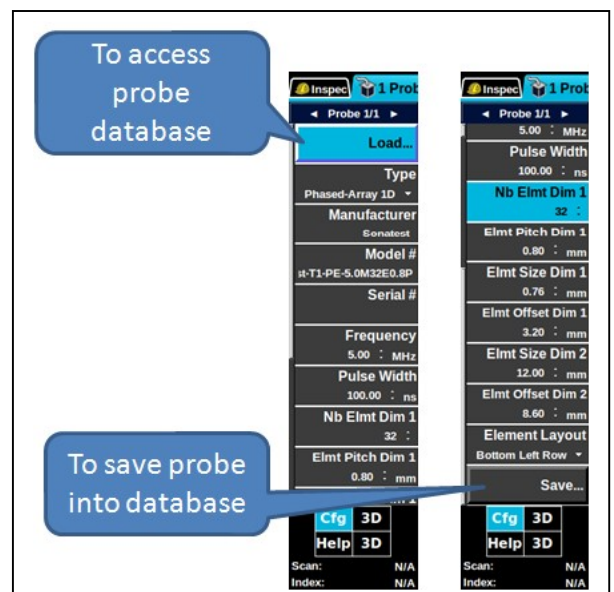 To access
probe
database
Inspec 1 Prob
◄ Probe 1/1 ►
Load...
Type
Phased-Array 1D
Manufacturer
Sonatest
Model #
st-T1-PE-5.0M32E0.8P
Serial #
Frequency
5.00 MHz
Pulse Width
100.00 ns
Nb Elmt Dim 1
32
Elmt Pitch Dim 1
0.80 mm
Cfg 3D
Help 3D
Scan: N/A
Index: N/A
Inspec 1 Prob
◄ Probe 1/1 ►
5.00 MHz
Pulse Width
100.00 ns
Nb Elmt Dim 1
32
Elmt Pitch Dim 1
0.80 mm
Elmt Size Dim 1
0.76 mm
Elmt Offset Dim 1
3.20 mm
Elmt Size Dim 2
12.00 mm
Elmt Offset Dim 2
8.60 mm
Element Layout
Bottom Left Row
Save...
Cfg 3D
Help 3D
Scan: N/A
Index: N/A
To save probe
into database